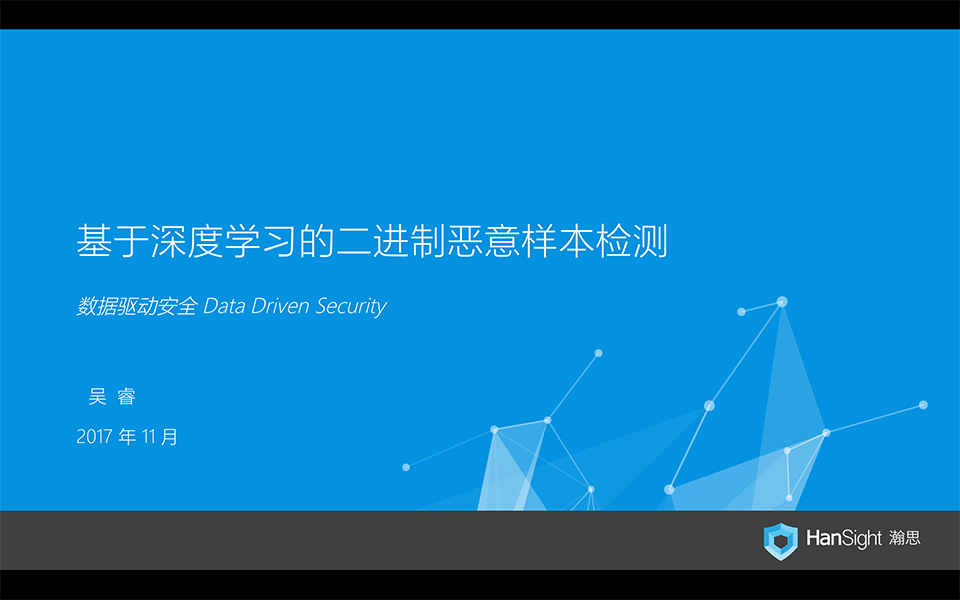 基于深度学习的二进制恶意样本检测
数据驱动安全 Data Driven Security
吴 睿
2017 年 11 月
HanSight 瀚思